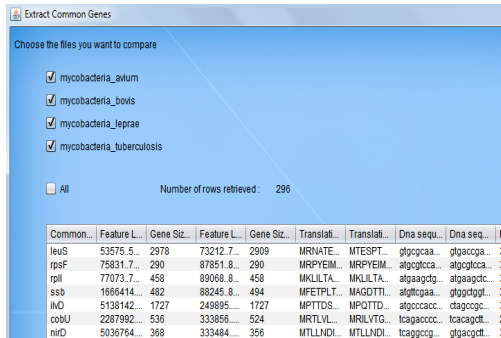 Extract Common Genes
Choose the files you want to compare
mycobacteria_avium
mycobacteria_bovis
mycobacteria_leprae
mycobacteria_tuberculosis
All Number of rows retrieved : 296
Common... Feature L... Gene Siz... Feature L... Gene Siz... Translati... Translati... Dna sequ... Dna seq...
leuS 53575..5... 2978 73212..7... 2909 MRNATE... MTESPT... gtgcgcaa... gtgaccga...
rpsF 75831..7... 290 87851..8... 290 MRPYEIM... MRPYEIM... atgcgtcc... atgcgtcca...
rplI 77073..7... 458 89068..8... 458 MKLILTA... MKLILTA... atgaagctg... atgaagctc...
ssb 1666414... 482 88245..8... 494 MFETPLT... MAGDTTI... atgttcgaa... gtggctggt...
ilvD 5138142... 1727 249895..... 1727 MPTTDS... MPQTTD... atgcccacc... ctagccgc...
cobU 2287992... 536 333856..... 524 MRTLVL... MRILVTG... tcagacccc... tcacagctt...
nirD 5036764... 368 333484..... 356 MTLLNDI... MTLLNDI... tcaggccg... gtgacgctt...